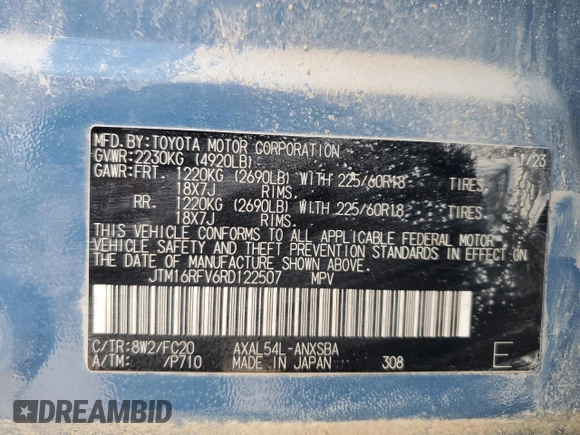 MFD.BY:TOYOTA MOTOR CORPORATION 11/23
GVWR:2230KG (4920LB)
GAWR:FRT 1220KG (2690LB) WITH 225/60R18 TIRES
18X7J RIMS.
RR. 1220KG (2690LB) WITH 225/60R18 TIRES
18X7J RIMS.
THIS VEHICLE CONFORMS TO ALL APPLICABLE FEDERAL MOTOR
VEHICLE SAFETY AND THEFT PREVENTION STANDARDS IN EFFECT ON
THE DATE OF MANUFACTURE SHOWN ABOVE.
JTM16RFV6RD122507 MPV
C/TR:8W2/FC20 AXAL54L-ANXSBA
A/TM: /P710 MADE IN JAPAN 308 E
DREAMBID